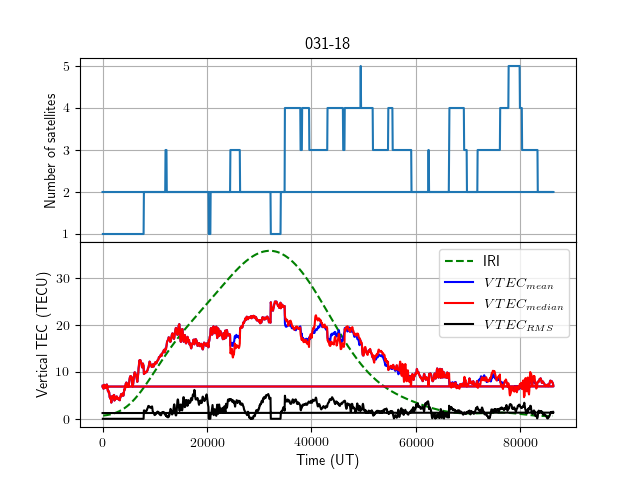 031-18
Number of satellites
5
4
3
2
1
Vertical TEC (TECU)
30
20
10
0
IRI
VTEC_mean
VTEC_median
VTEC_RMS
0 20000 40000 60000 80000
Time (UT)